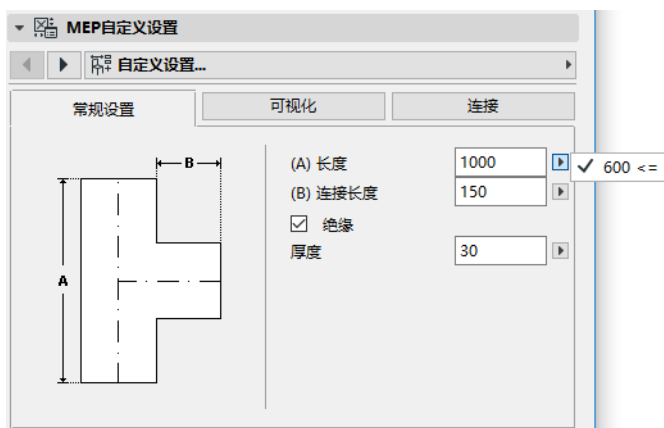 MEP自定义设置
自定义设置...
常规设置 可视化 连接
B
A
(A) 长度 1000
600 <=
(B) 连接长度 150
绝缘
厚度 30